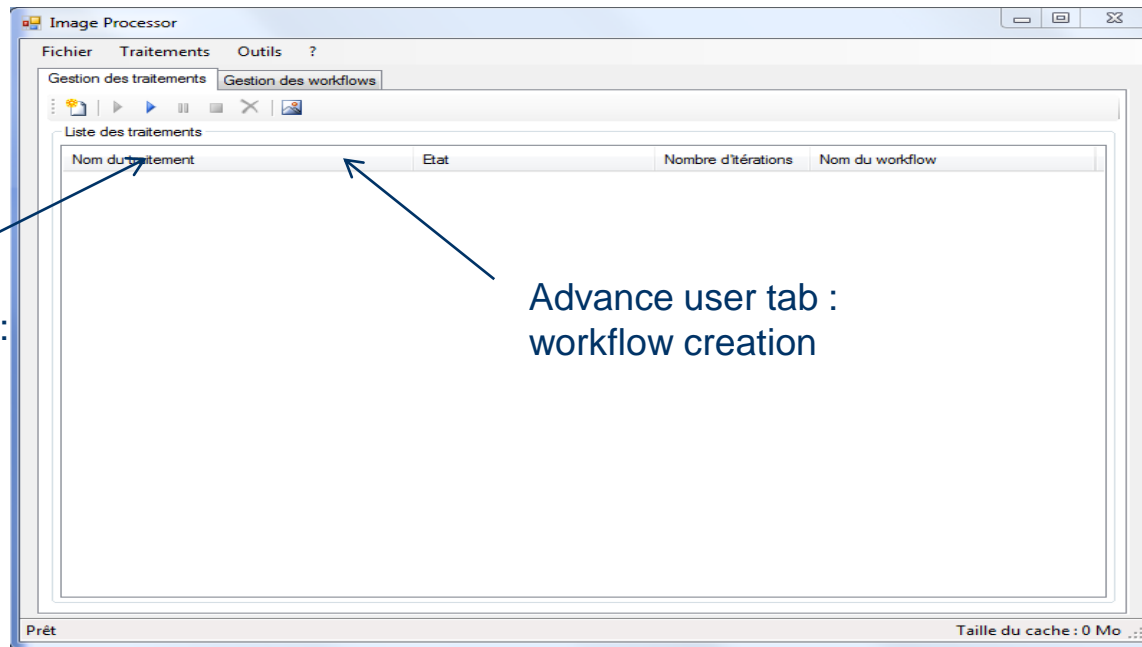 Image Processor
Fichier Traitements Outils ?
Gestion des traitements Gestion des workflows
Liste des traitements
Nom du traitement Etat Nombre d'itérations Nom du workflow
Advance user tab :
workflow creation
:
Prêt Taille du cache : 0 Mo